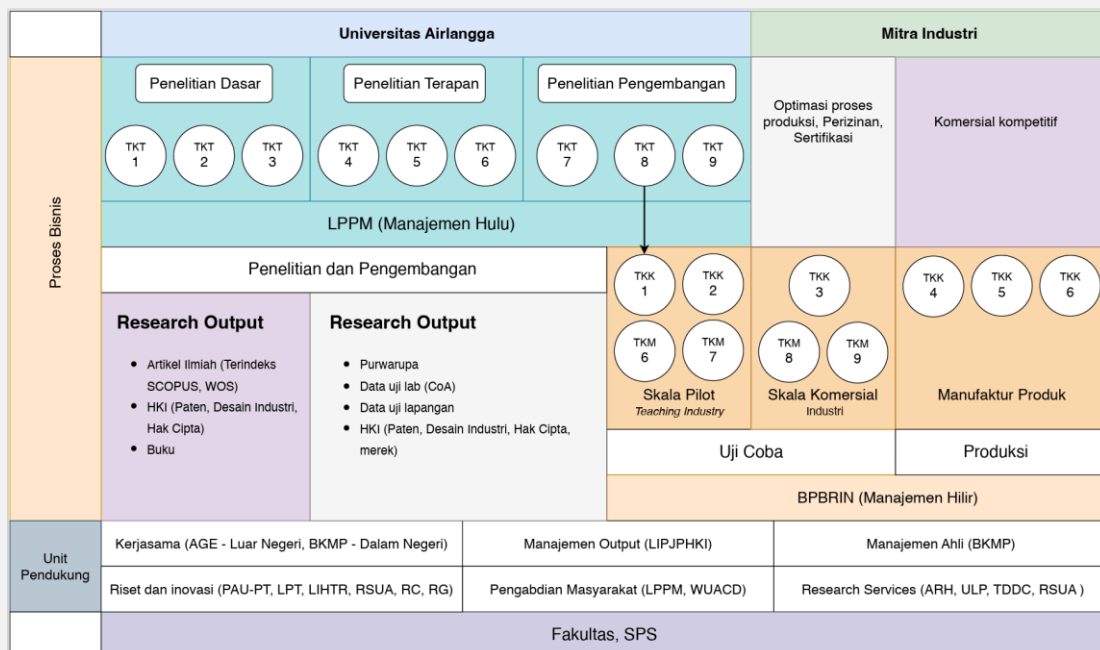 Universitas Airlangga
Mitra Industri
Proses Bisnis
Penelitian Dasar
Penelitian Terapan
Penelitian Pengembangan
TKT
1
TKT
2
TKT
3
TKT
4
TKT
5
TKT
6
TKT
7
TKT
8
TKT
9
Optimasi proses
produksi, Perizinan,
Sertifikasi
Komersial kompetitif
LPPM (Manajemen Hulu)
Penelitian dan Pengembangan
Research Output
Artikel Ilmiah (Terindeks
SCOPUS, WOS)
HKI (Paten, Desain Industri,
Hak Cipta)
Buku
Research Output
Purwarupa
Data uji lab (CoA)
Data uji lapangan
HKI (Paten, Desain Industri, Hak Cipta,
merek)
TKK
1
TKK
2
TKM
6
TKM
7
Skala Pilot
Teaching Industry
TKK
3
TKM
8
TKM
9
Skala Komersial
Industri
TKK
4
TKK
5
TKK
6
Manufaktur Produk
Uji Coba
Produksi
BPBRIN (Manajemen Hilir)
Unit
Pendukung
Kerjasama (AGE - Luar Negeri, BKMP - Dalam Negeri)
Manajemen Output (LIPJPHKI)
Manajemen Ahli (BKMP)
Riset dan inovasi (PAU-PT, LPT, LIHTR, RSUA, RC, RG)
Pengabdian Masyarakat (LPPM, WUACD)
Research Services (ARH, ULP, TDDC, RSUA )
Fakultas, SPS